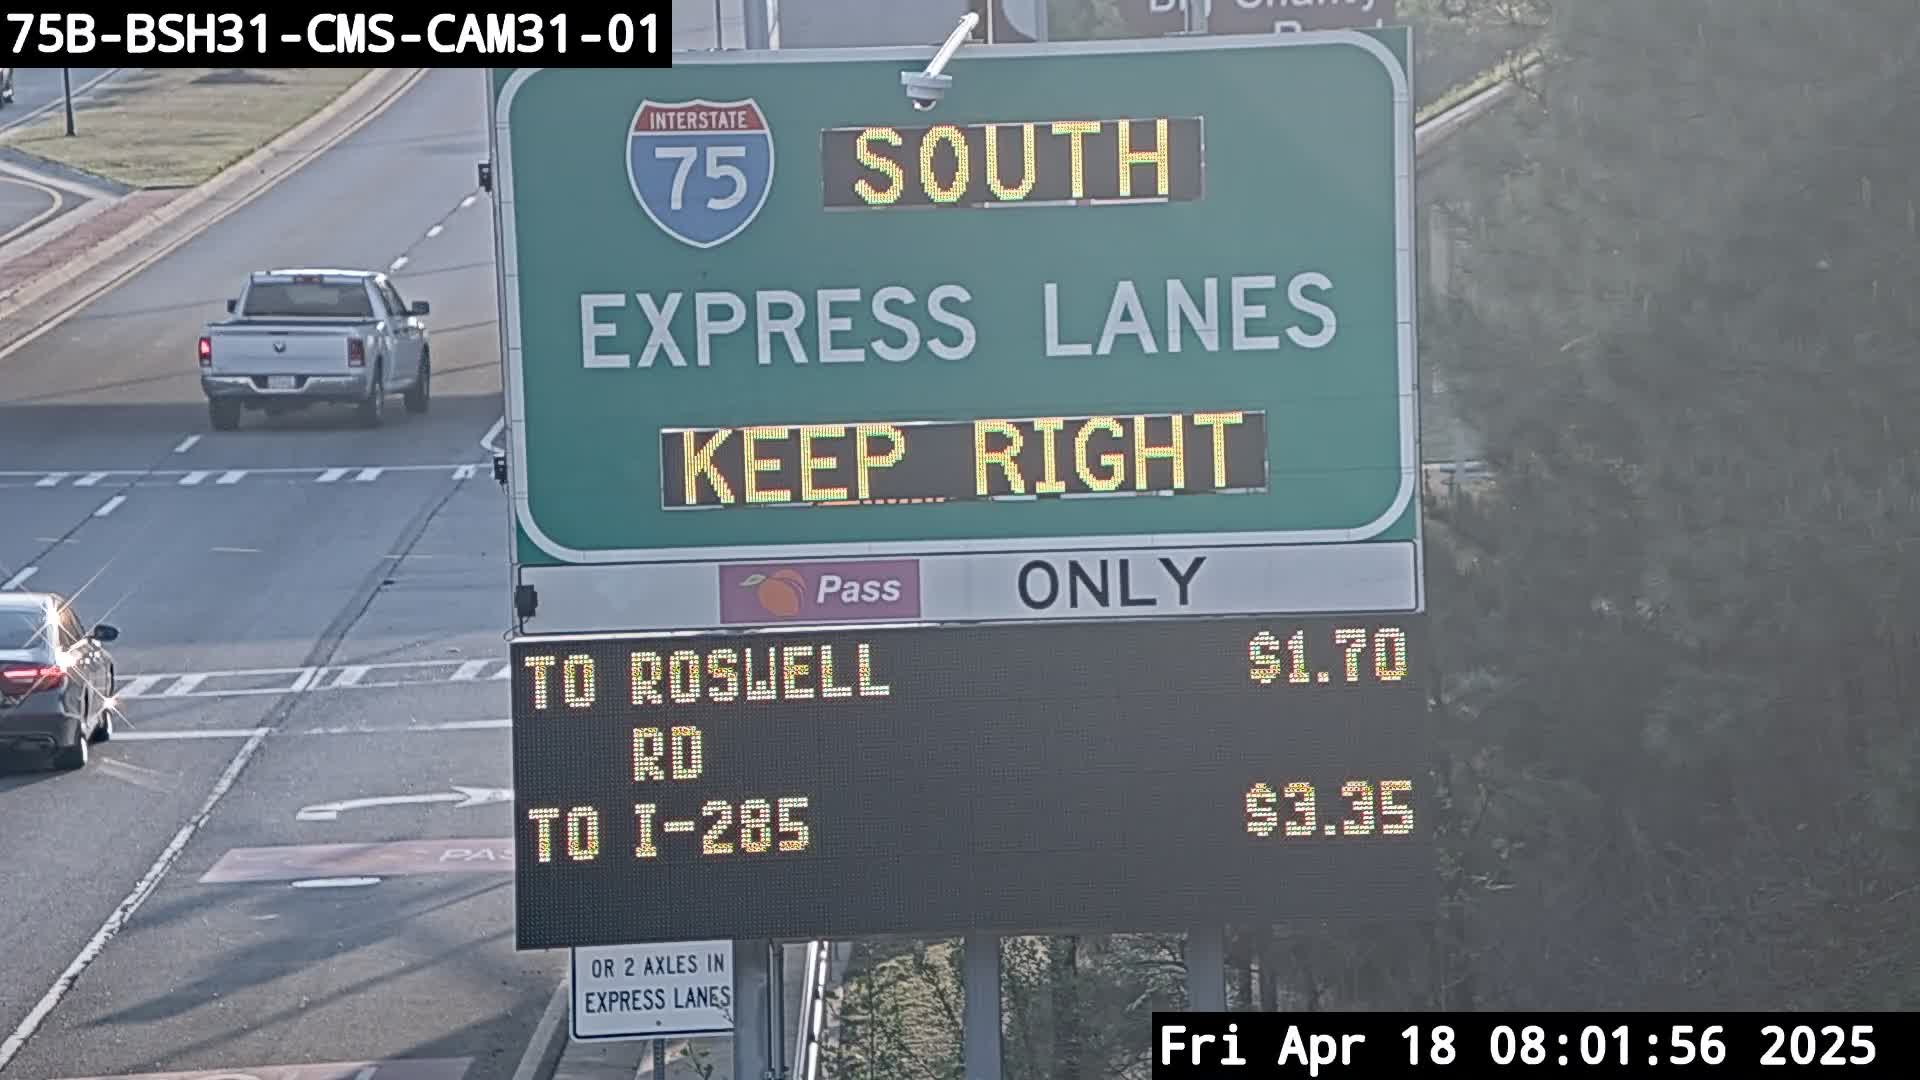 75B-BSH31-CMS-CAM31-01
INTERSTATE
75
SOUTH
EXPRESS LANES
KEEP RIGHT
Pass ONLY
TO ROSWELL $1.70
RD
TO I-285 $3.35
OR 2 AXLES IN
EXPRESS LANES
Fri Apr 18 08:01:56 2025